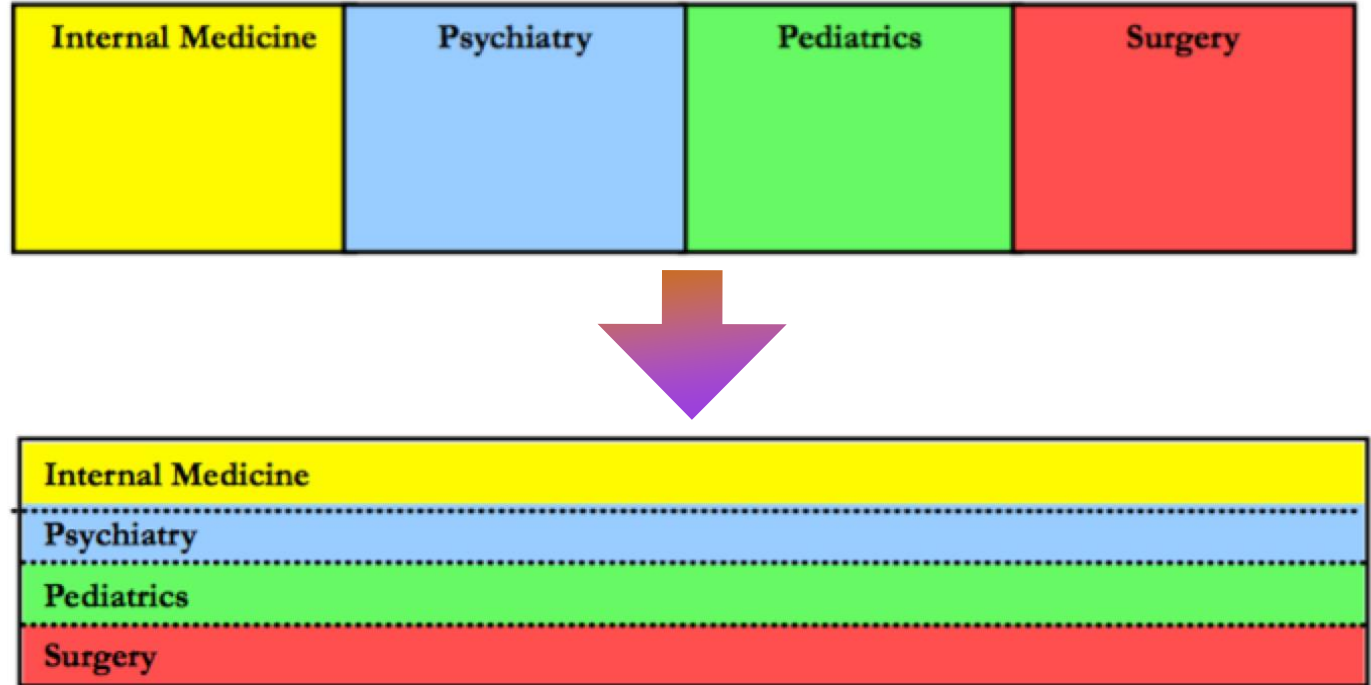 Internal Medicine Psychiatry Pediatrics Surgery
Internal Medicine
Psychiatry
Pediatrics
Surgery